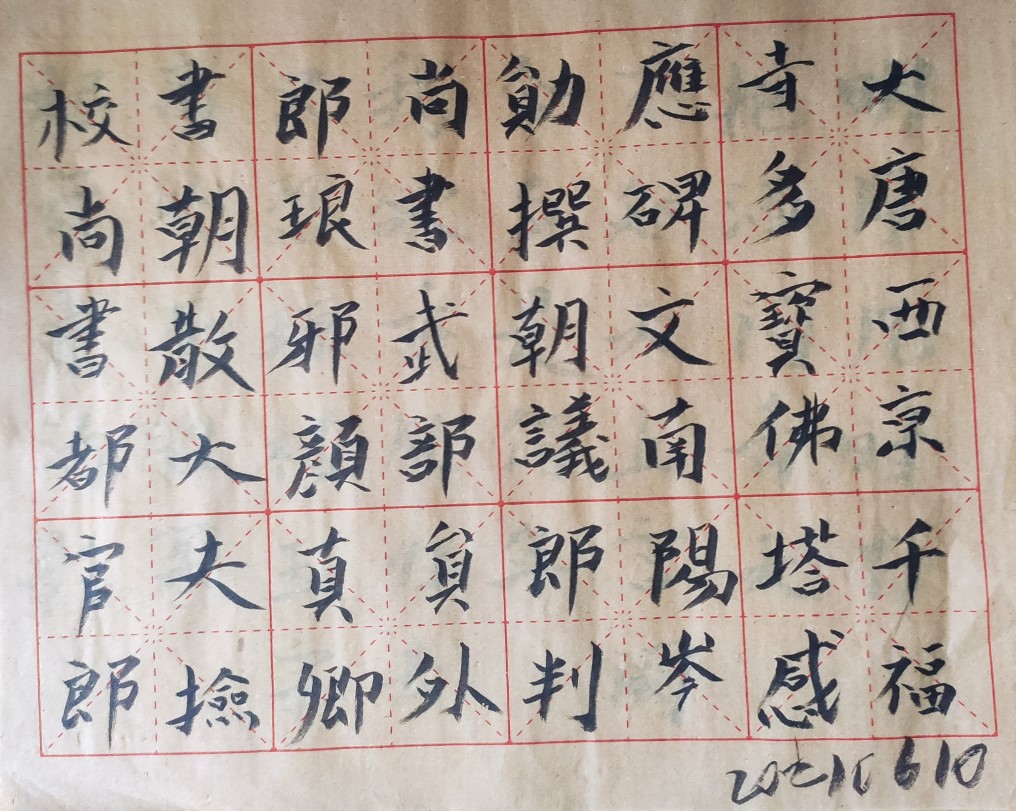 大唐西京千福
寺多寶佛塔感
應碑文南陽岑
勛撰朝議郎判
尚書武部貟外
郎琅邪顏真卿
書朝散大夫撿
校尚書都官郎